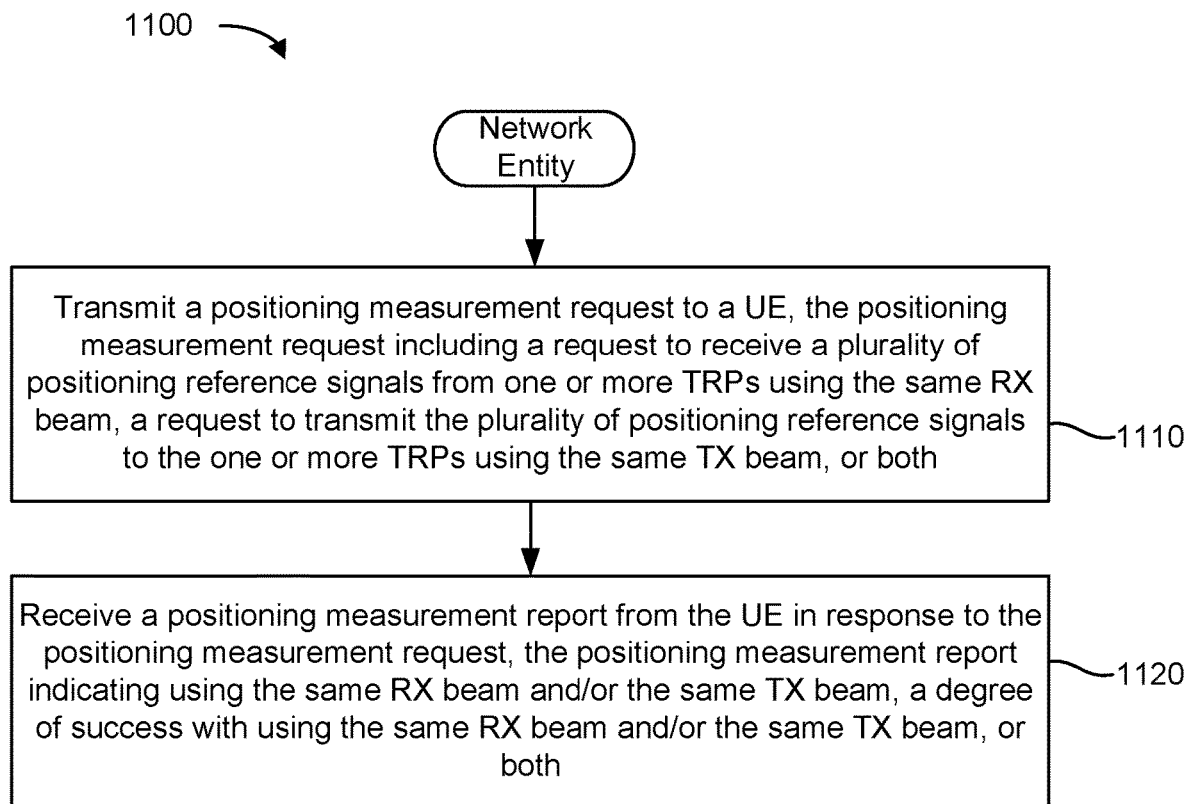 1100
Network
Entity
Transmit a positioning measurement request to a UE, the positioning
measurement request including a request to receive a plurality of
positioning reference signals from one or more TRPs using the same RX
beam, a request to transmit the plurality of positioning reference signals
to the one or more TRPs using the same TX beam, or both
1110
Receive a positioning measurement report from the UE in response to the
positioning measurement request, the positioning measurement report
indicating using the same RX beam and/or the same TX beam, a degree
of success with using the same RX beam and/or the same TX beam, or
both
1120